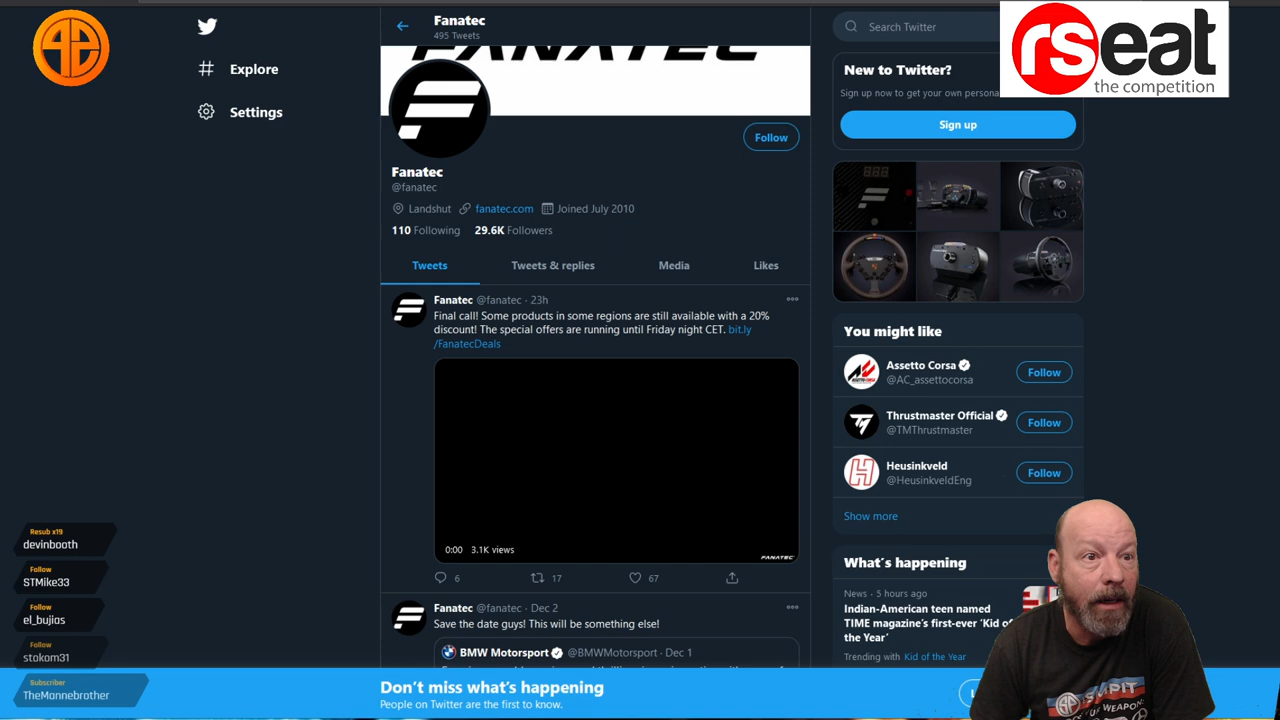 Fanatec
495 Tweets
Explore
Settings
FANATEC
Search Twitter
rseat
the competition
New to Twitter?
Sign up now to get your own persona
Sign up
Follow
Fanatec
@fanatec
Landshut fanatec.com Joined July 2010
110 Following 29.6K Followers
Tweets Tweets & replies Media Likes
Fanatec @fanatec · 23h
Final call! Some products in some regions are still available with a 20%
discount! The special offers are running until Friday night CET. bit.ly
/FanatecDeals
0:00 3.1K views
FANATEC
6 17 67
Fanatec @fanatec · Dec 2
Save the date guys! This will be something else!
BMW Motorsport @BMWMotorsport · Dec 1
You might like
Assetto Corsa
@AC_assettocorsa
Follow
Thrustmaster Official
@TMThrustmaster
Follow
Heusinkveld
@HeusinkveldEng
Follow
Show more
What's happening
News · 5 hours ago
Indian-American teen named
TIME magazine's first-ever 'Kid of
the Year'
Trending with Kid of the Year
Resub x19
devinbooth
Follow
STMike33
Follow
el_bujias
Follow
stokom31
Subscriber
TheMannebrother
Don't miss what's happening
People on Twitter are the first to know.